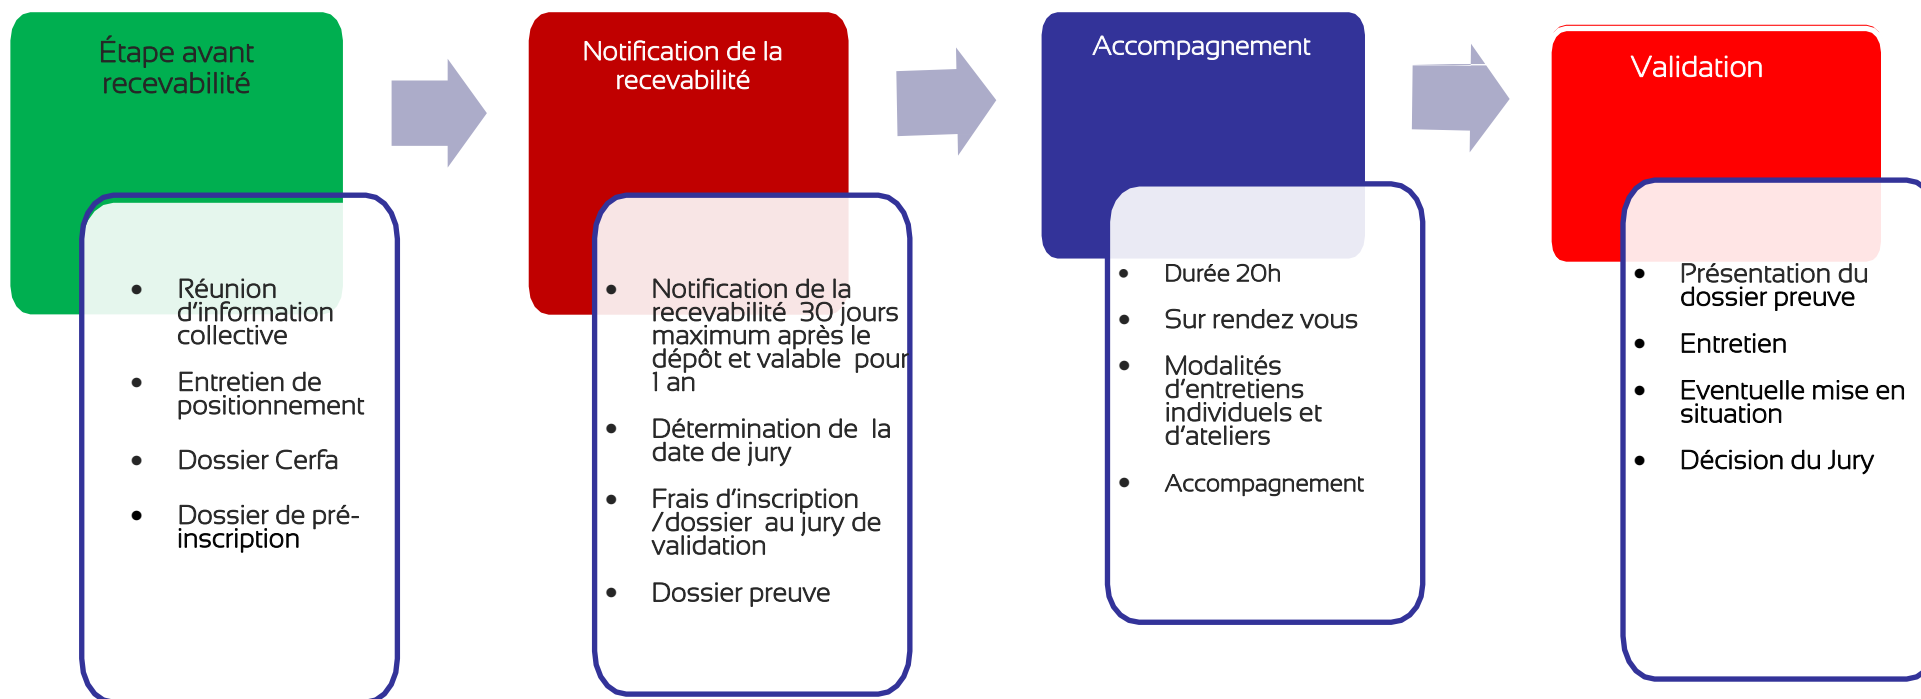 Étape avant
recevabilité
• Réunion
d'information
collective
• Entretien de
positionnement
• Dossier Cerfa
• Dossier de pré-
inscription
Notification de la
recevabilité
• Notification de la
recevabilité 30 jours
maximum après le
dépôt et valable pour
1 an
• Détermination de la
date de jury
• Frais d'inscription
/dossier au jury de
validation
• Dossier preuve
Accompagnement
• Durée 20h
• Sur rendez vous
• Modalités
d'entretiens
individuels et
d'ateliers
• Accompagnement
Validation
• Présentation du
dossier preuve
• Entretien
• Eventuelle mise en
situation
• Décision du Jury